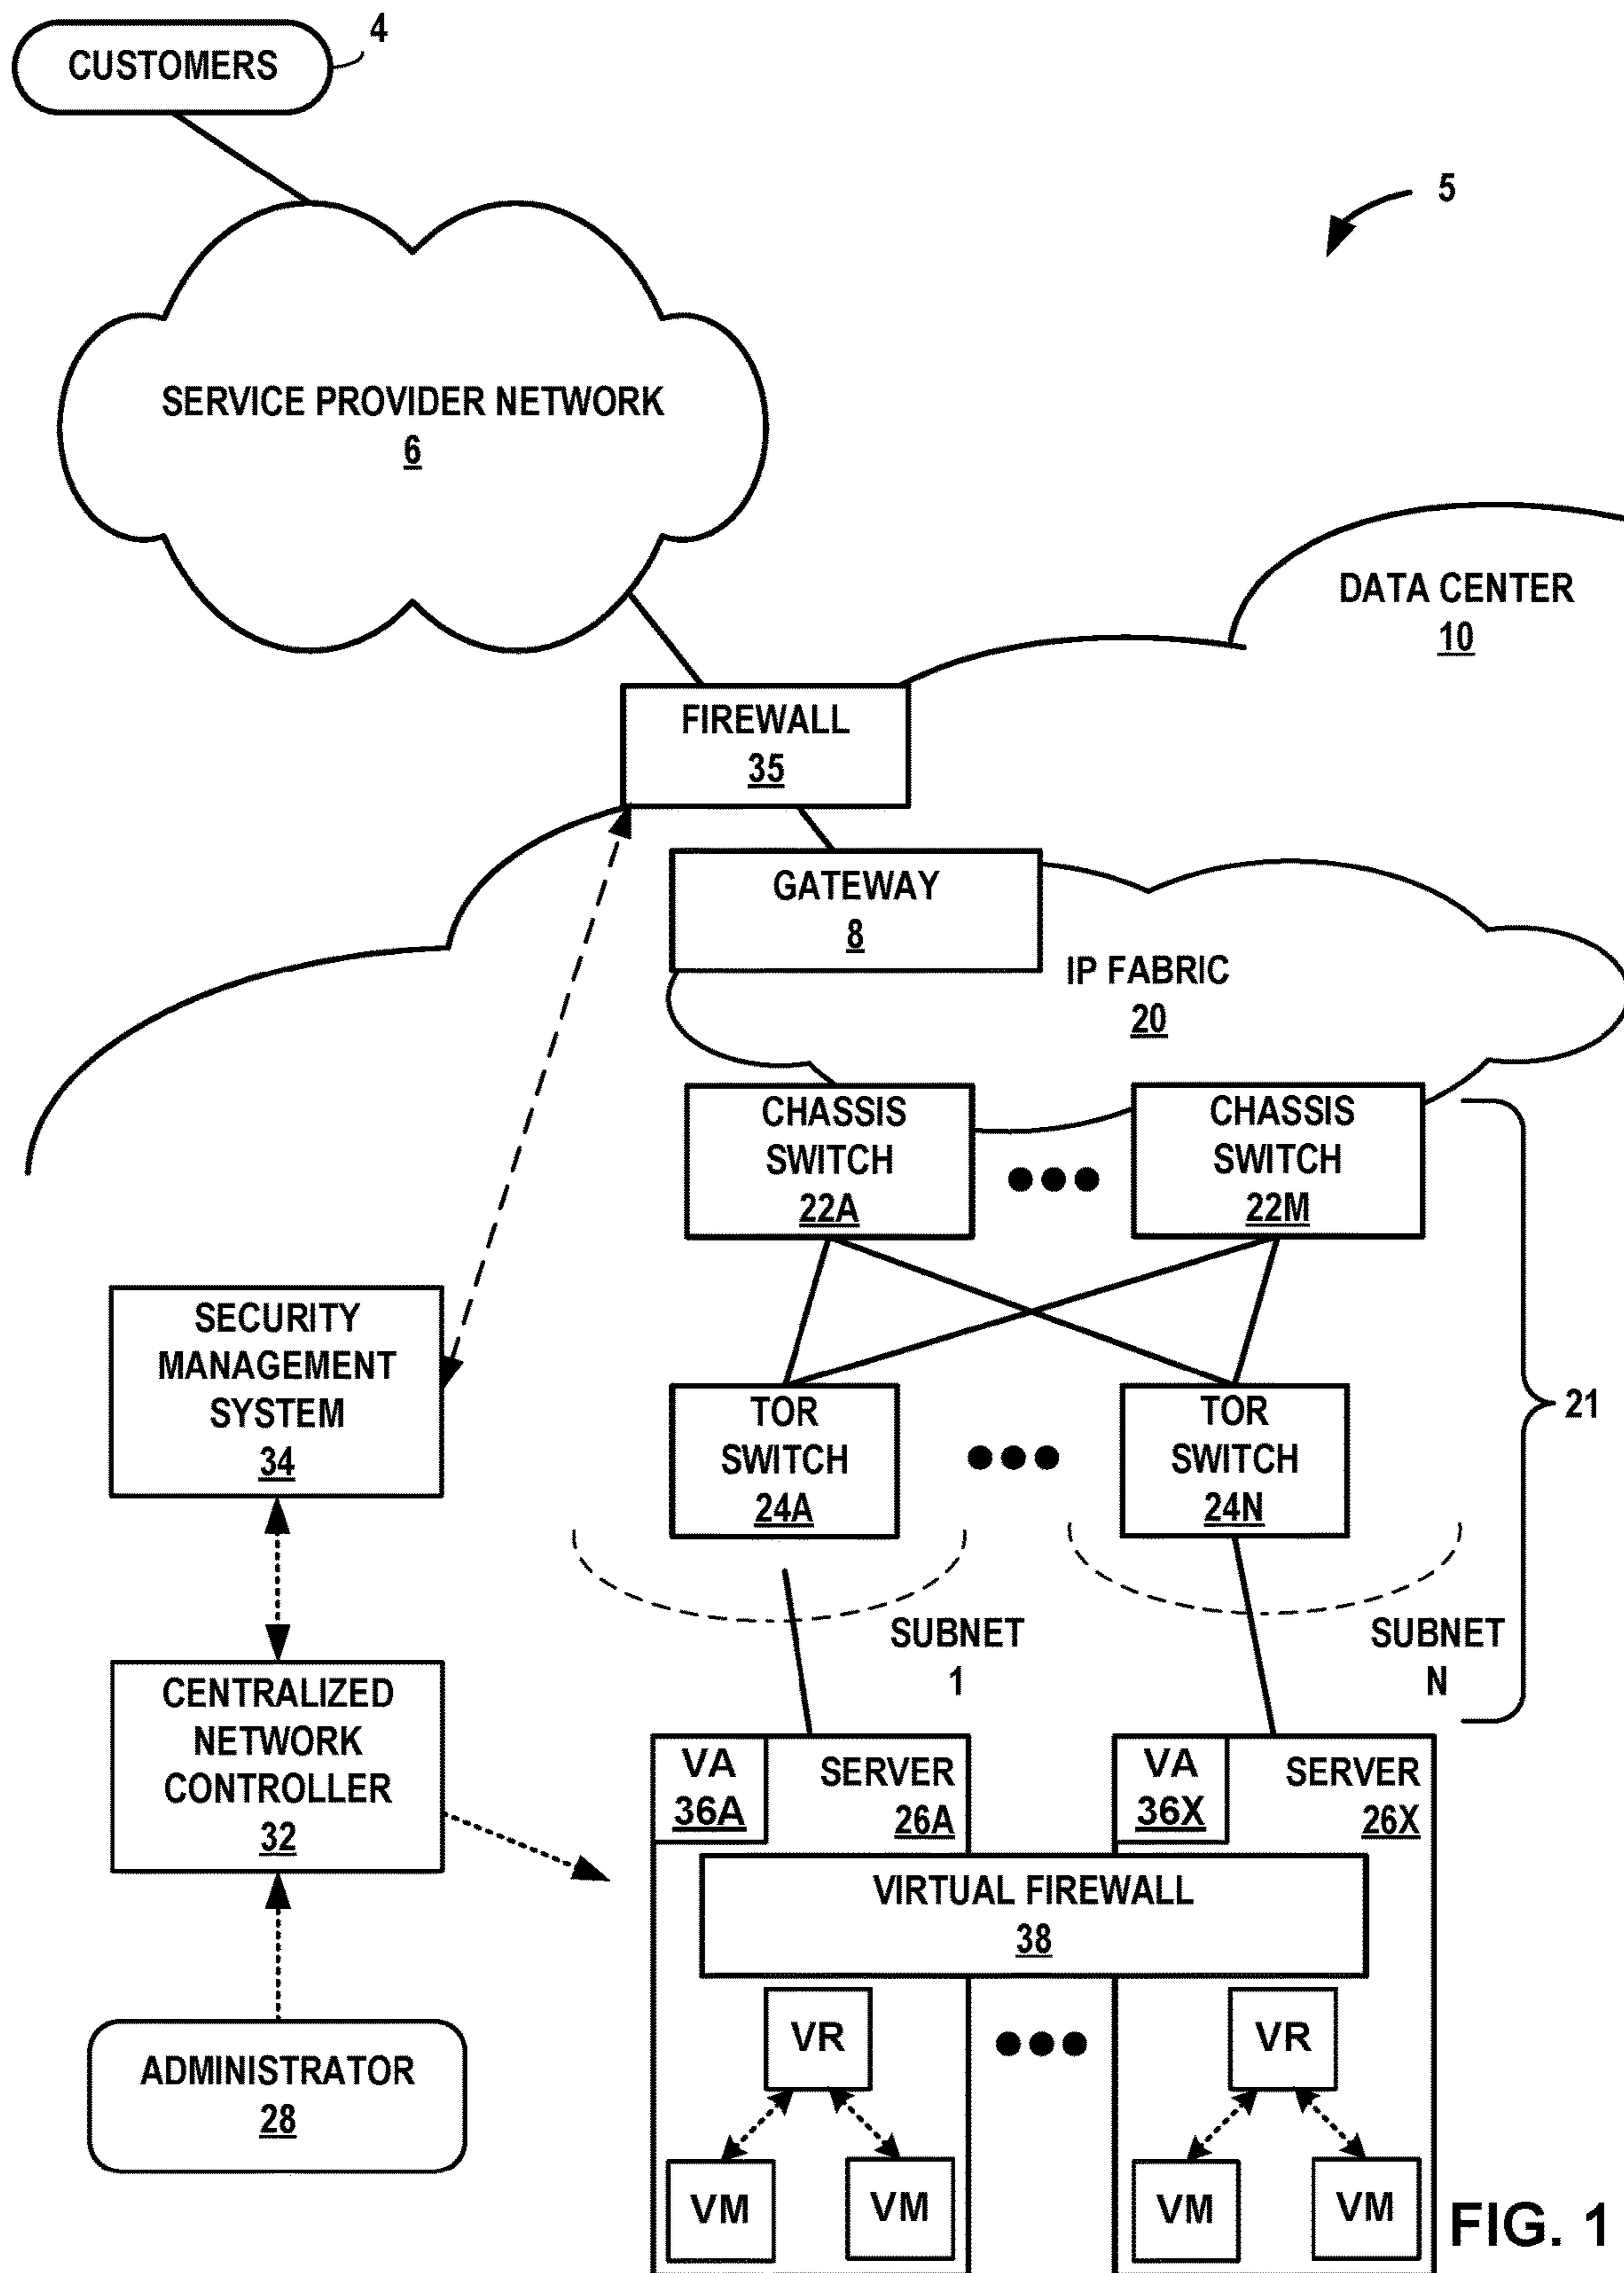 CUSTOMERS
4
5
SERVICE PROVIDER NETWORK
6
DATA CENTER
10
FIREWALL
35
GATEWAY
8
IP FABRIC
20
CHASSIS
SWITCH
22A
CHASSIS
SWITCH
22M
SECURITY
MANAGEMENT
SYSTEM
34
TOR
SWITCH
24A
TOR
SWITCH
24N
21
SUBNET
1
SUBNET
N
CENTRALIZED
NETWORK
CONTROLLER
32
VA
36A
SERVER
26A
VA
36X
SERVER
26X
VIRTUAL FIREWALL
38
ADMINISTRATOR
28
VR
VM
VM
VR
VM
VM
FIG. 1